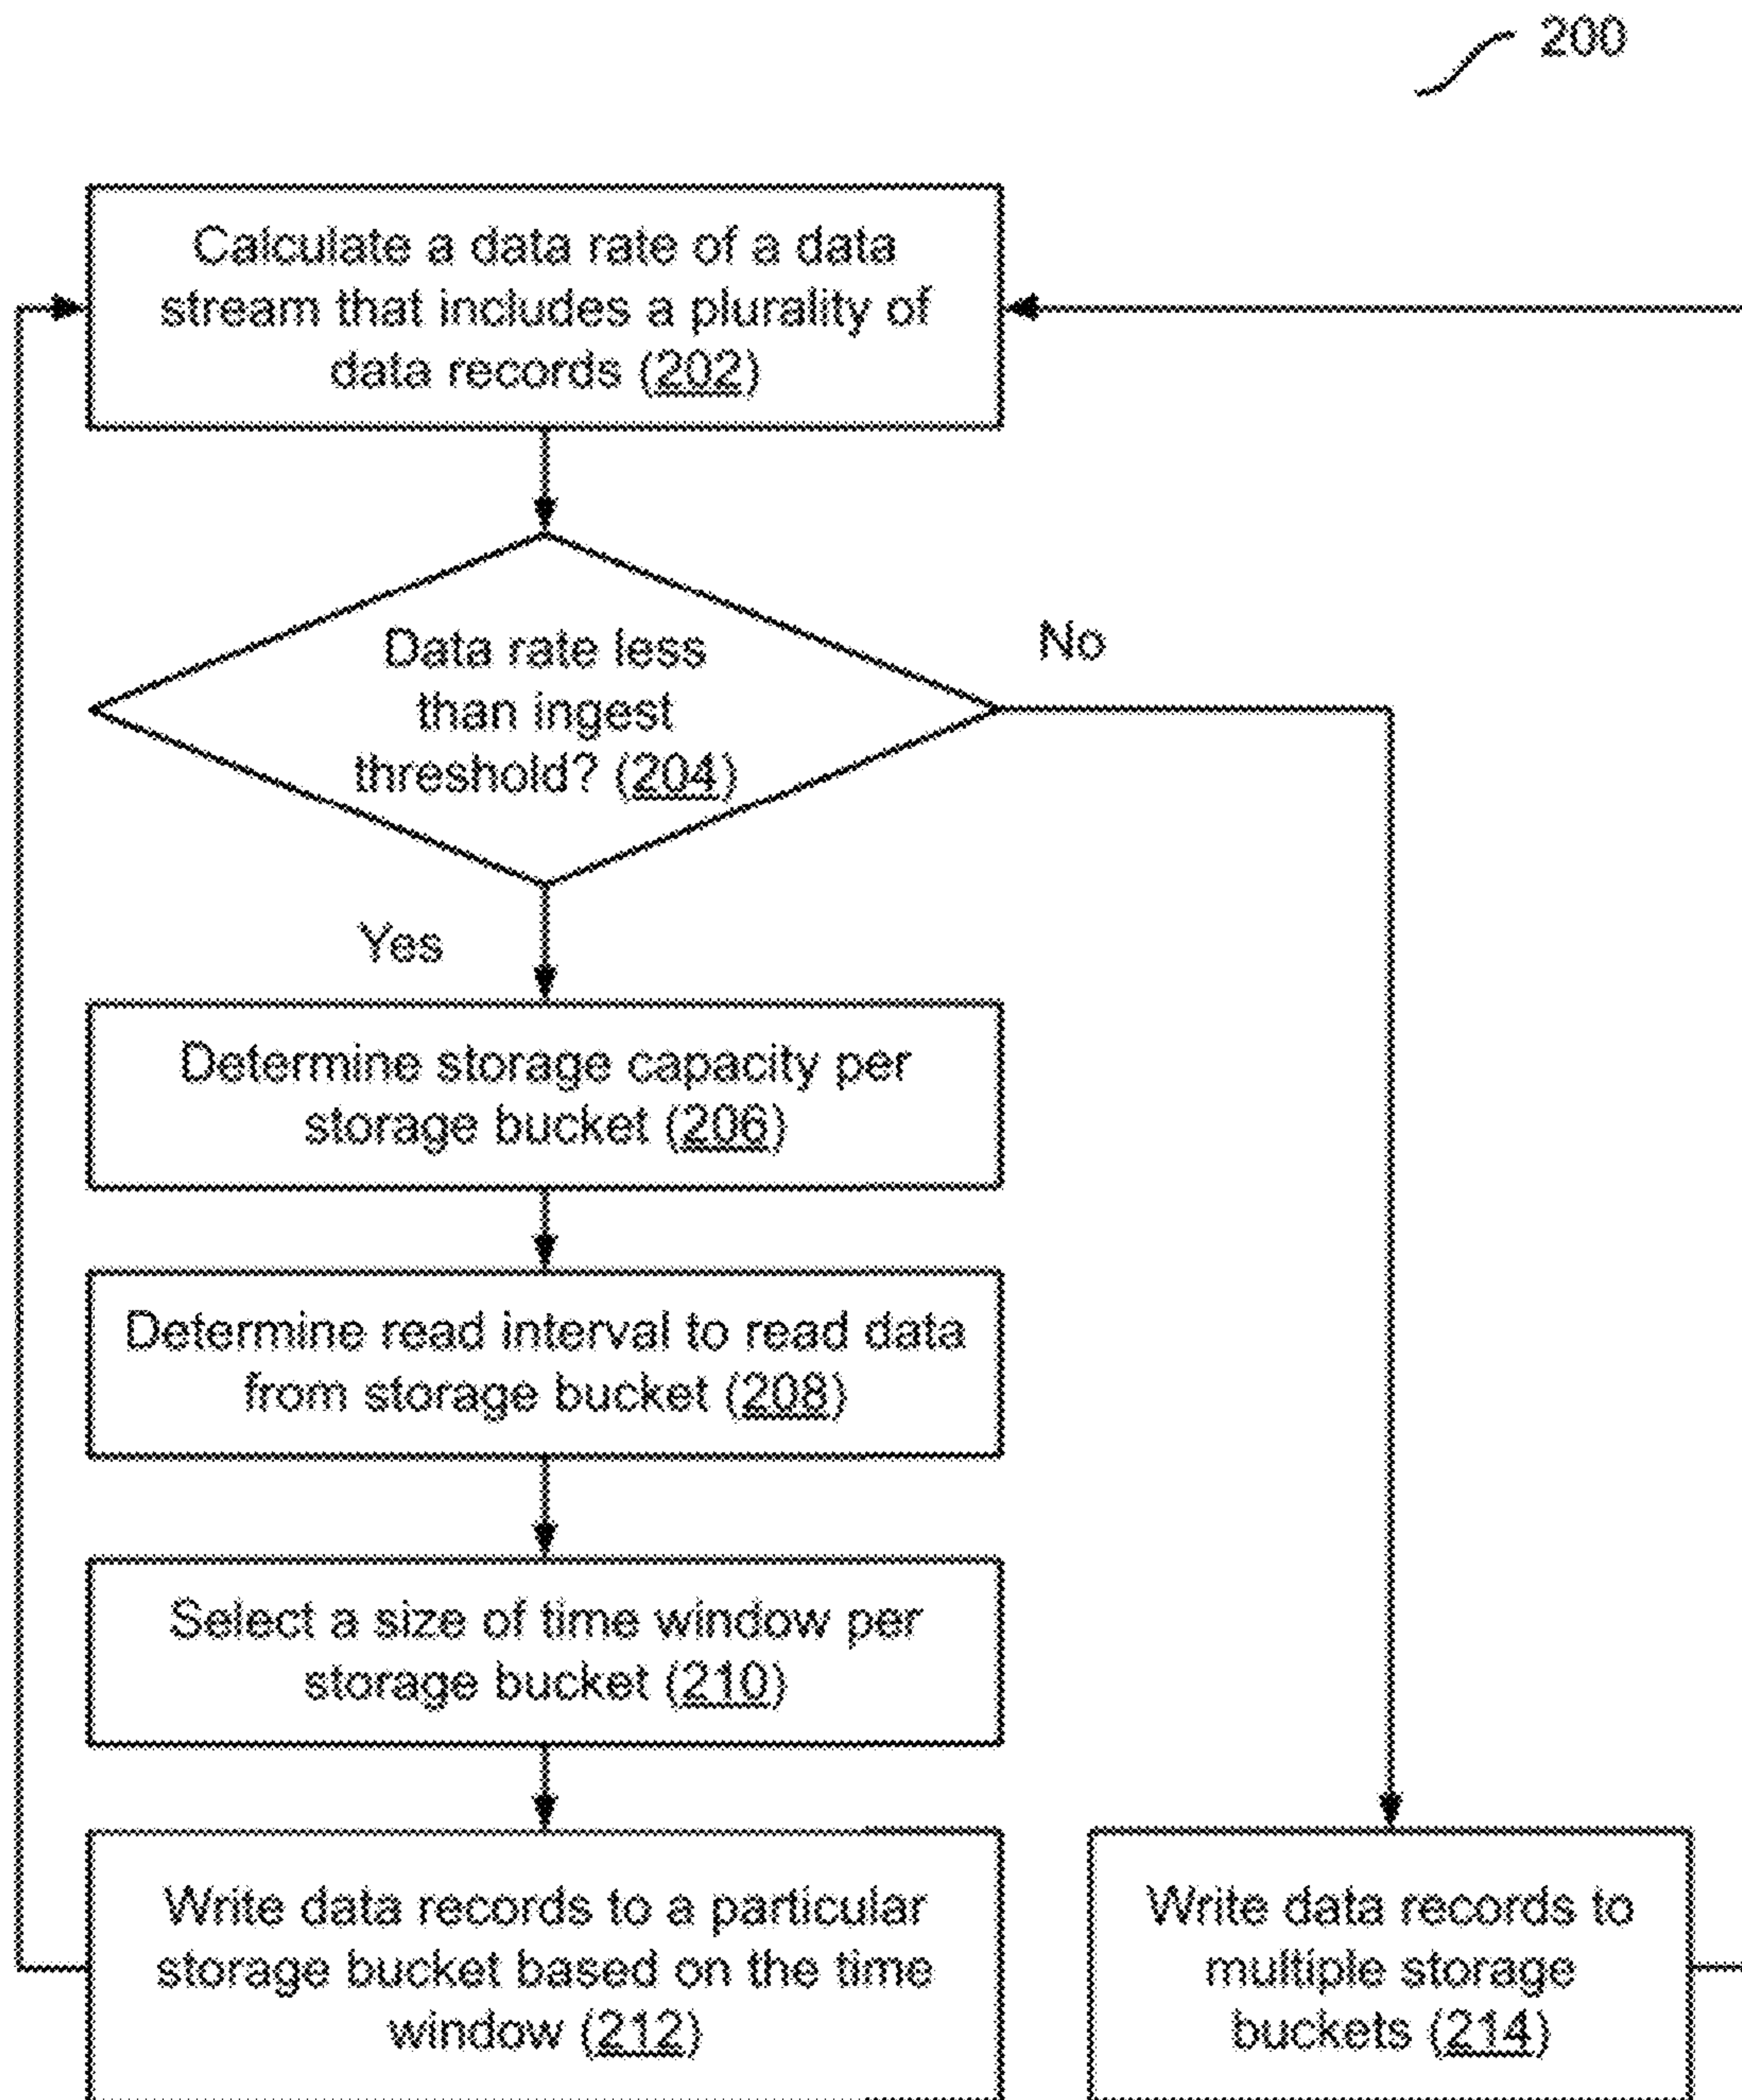 200
Calculate a data rate of a data
stream that includes a plurality of
data records (202)
Data rate less
than ingest
threshold? (204)
No
Yes
Determine storage capacity per
storage bucket (206)
Determine read interval to read data
from storage bucket (208)
Select a size of time window per
storage bucket (210)
Write data records to a particular
storage bucket based on the time
window (212)
Write data records to
multiple storage
buckets (214)